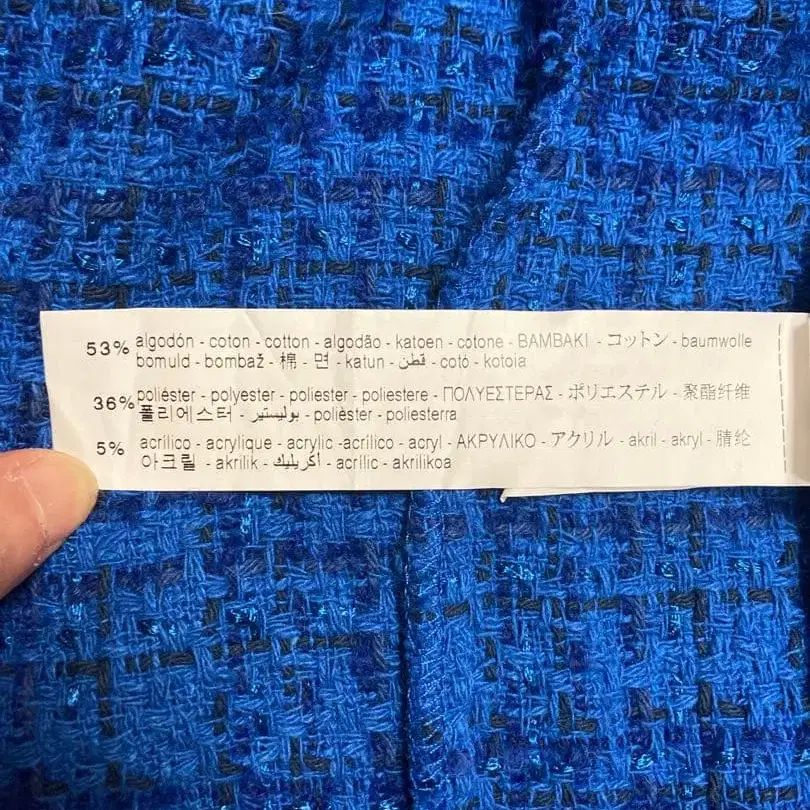 53% algodón - coton - cotton - algodão - katoen - cotone - BAMBAKI - コットン - baumwolle
bomuld - bombaž - 棉 - 면 - katun - قطن - cotó - kotoia
36% poliéster - polyester - poliester - poliestere - ΠΟΛΥΕΣΤΕΡΑΣ - ポリエステル - 聚酯纤维
폴리에스터 - بوليستير - polièster - poliesterra
5% acrílico - acrylique - acrylic -acrílico - acryl - ΑΚΡΥΛΙΚΟ - アクリル - akril - akryl - 腈纶
아크릴 - akrilik - أكريليك - acrílic - akrilikoa